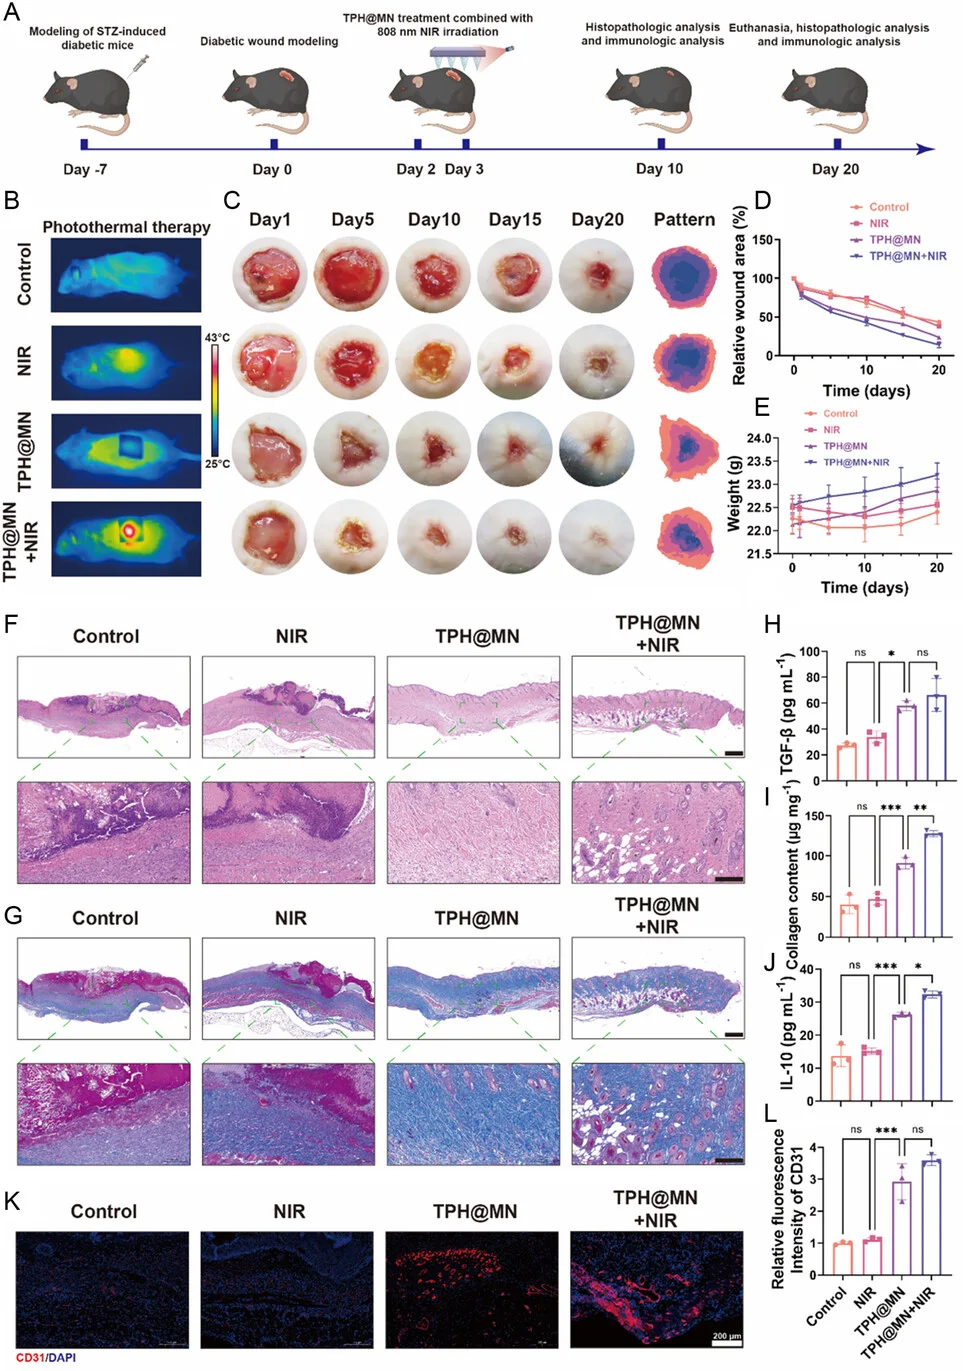 A
Modeling of STZ-induced
diabetic mice
Diabetic wound modeling
TPH@MN treatment combined with
808 nm NIR irradiation
Histopathologic analysis
and immunologic analysis
Euthanasia, histopathologic analysis
and immunologic analysis
Day -7
Day 0
Day 2
Day 3
Day 10
Day 20
B
Photothermal therapy
Control
NIR
TPH@MN
TPH@MN
+NIR
43°C
25°C
C
Day1
Day5
Day10
Day15
Day20
Pattern
D
Control
NIR
TPH@MN
TPH@MN+NIR
Relative wound area (%)
150
100
50
0
0
5
10
15
20
Time (days)
E
Control
NIR
TPH@MN
TPH@MN+NIR
Weight (g)
24.0
23.5
23.0
22.5
22.0
21.5
0
5
10
15
20
Time (days)
F
Control
NIR
TPH@MN
TPH@MN
+NIR
G
Control
NIR
TPH@MN
TPH@MN
+NIR
H
TGF-β (pg mL⁻¹)
100
80
60
40
20
0
ns
*
ns
I
Collagen content (μg mg⁻¹)
150
100
50
0
ns
***
**
J
IL-10 (pg mL⁻¹)
40
30
20
10
0
ns
***
*
K
Control
NIR
TPH@MN
TPH@MN
+NIR
200 μm
CD31/DAPI
L
Relative fluorescence
Intensity of CD31
4
3
2
1
0
ns
***
ns
Control
NIR
TPH@MN
TPH@MN+NIR